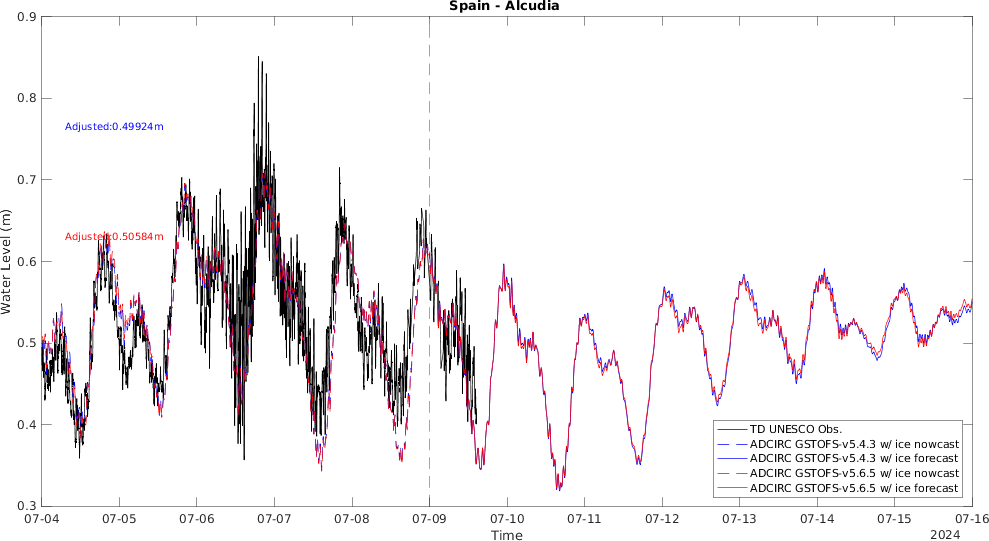 Spain - Alcudia
Water Level (m)
0.9
0.8
0.7
0.6
0.5
0.4
0.3
Adjusted:0.49924m
Adjusted:0.50584m
TD UNESCO Obs.
ADCIRC GSTOFS-v5.4.3 w/ ice nowcast
ADCIRC GSTOFS-v5.4.3 w/ ice forecast
ADCIRC GSTOFS-v5.6.5 w/ ice nowcast
ADCIRC GSTOFS-v5.6.5 w/ ice forecast
07-04 07-05 07-06 07-07 07-08 07-09 07-10 07-11 07-12 07-13 07-14 07-15 07-16
Time
2024